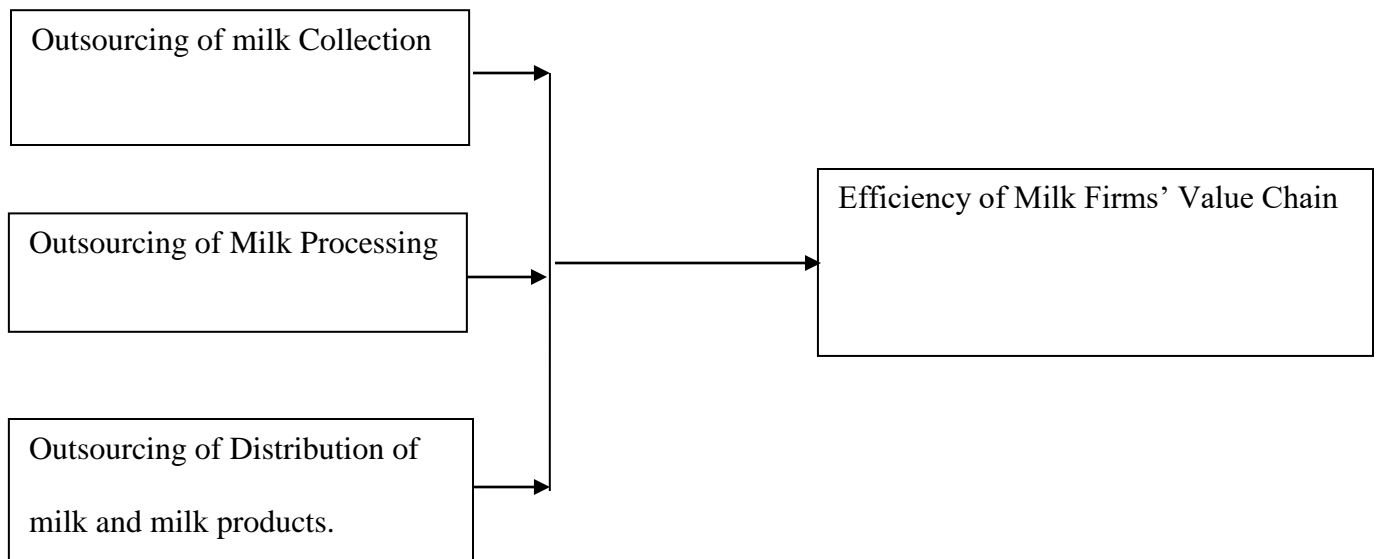 Outsourcing of milk Collection
Efficiency of Milk Firms’ Value Chain
Outsourcing of Milk Processing
Outsourcing of Distribution of
milk and milk products.